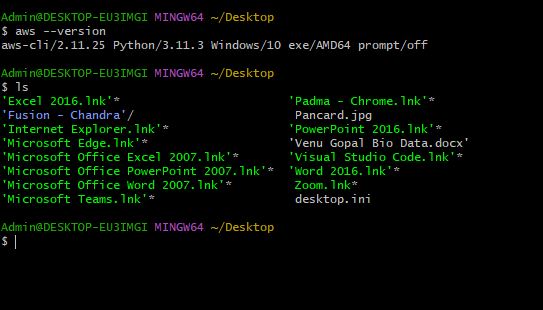 Admin@DESKTOP-EU3IMGI MINGW64 ~/Desktop
$ aws --version
aws-cli/2.11.25 Python/3.11.3 Windows/10 exe/AMD64 prompt/off
Admin@DESKTOP-EU3IMGI MINGW64 ~/Desktop
$ ls
'Excel 2016.lnk'* 'Padma - Chrome.lnk'*
'Fusion - Chandra'/ Pancard.jpg
'Internet Explorer.lnk'* 'PowerPoint 2016.lnk'*
'Microsoft Edge.lnk'* 'Venu Gopal Bio Data.docx'
'Microsoft Office Excel 2007.lnk'* 'Visual Studio Code.lnk'*
'Microsoft Office PowerPoint 2007.lnk'* 'Word 2016.lnk'*
'Microsoft Office Word 2007.lnk'* Zoom.lnk*
'Microsoft Teams.lnk'* desktop.ini
Admin@DESKTOP-EU3IMGI MINGW64 ~/Desktop
$